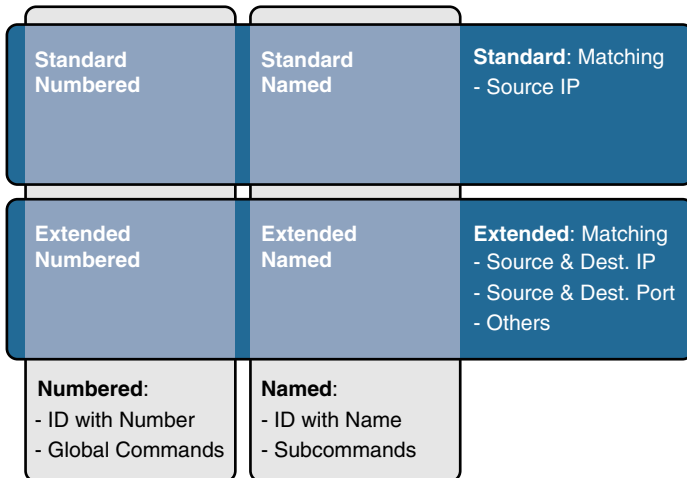 Standard
Numbered
Standard
Named
Standard: Matching
- Source IP
Extended
Numbered
Extended
Named
Extended: Matching
- Source & Dest. IP
- Source & Dest. Port
- Others
Numbered:
- ID with Number
- Global Commands
Named:
- ID with Name
- Subcommands